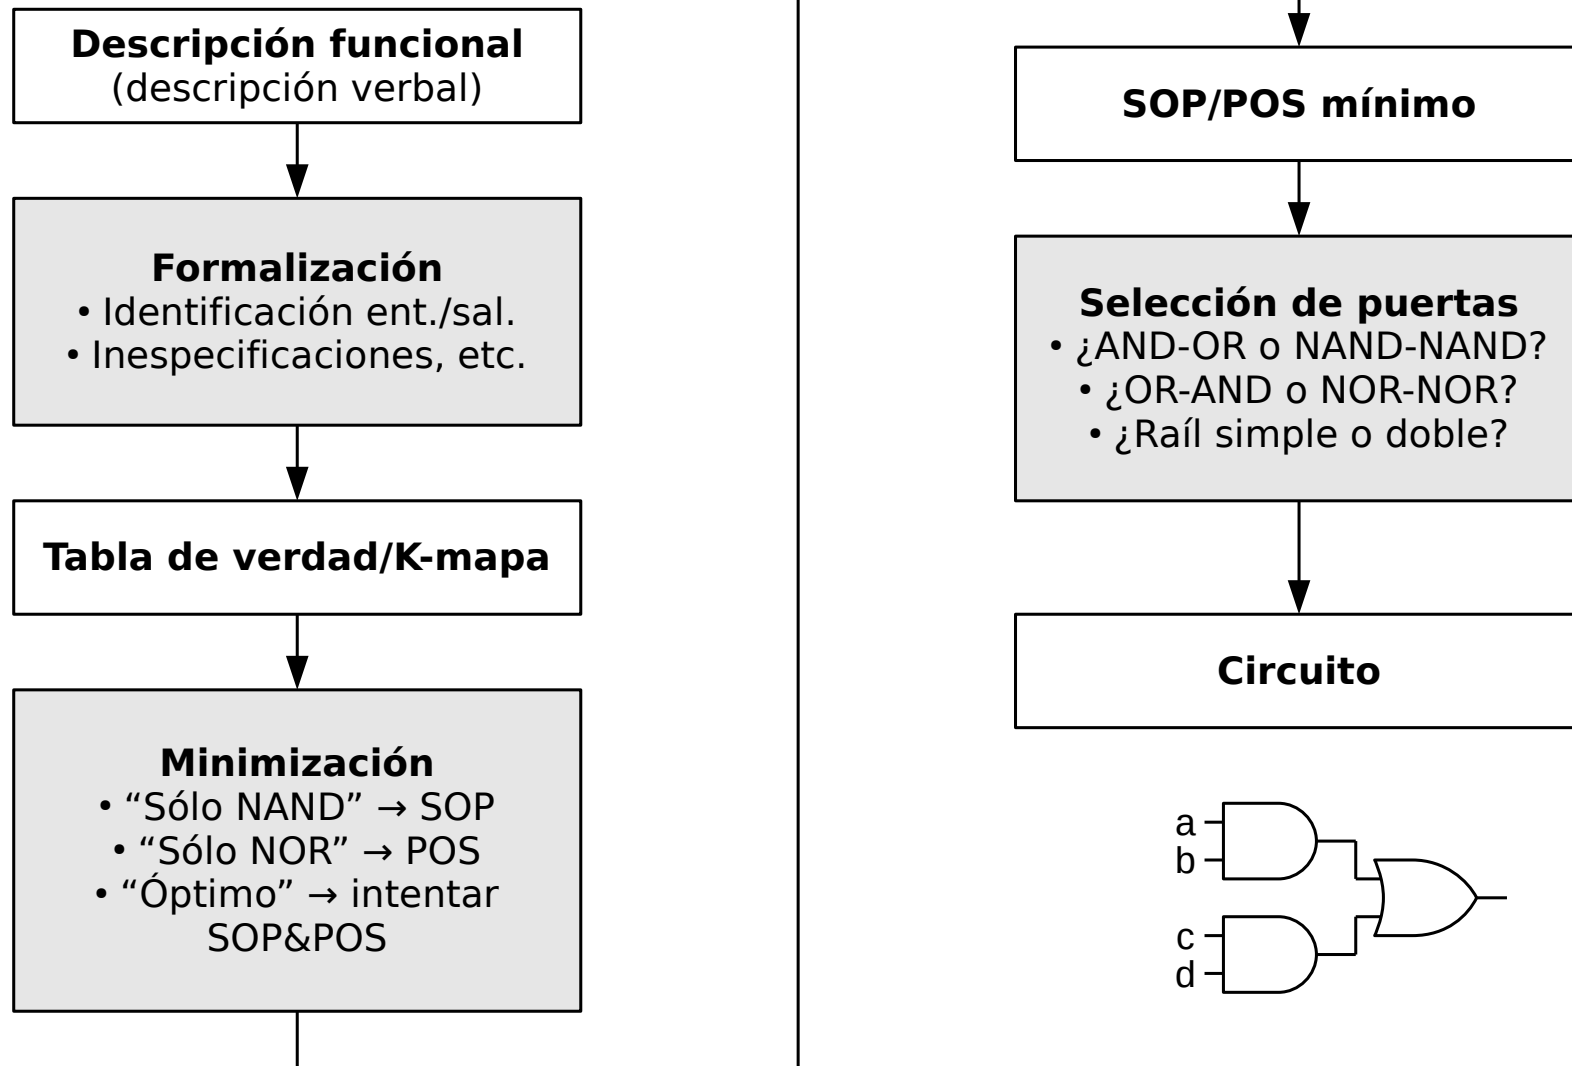 Descripción funcional
(descripción verbal)
Formalización
• Identificación ent./sal.
• Inespecificaciones, etc.
Tabla de verdad/K-mapa
Minimización
• “Sólo NAND” → SOP
• “Sólo NOR” → POS
• “Óptimo” → intentar
SOP&POS
SOP/POS mínimo
Selección de puertas
• ¿AND-OR o NAND-NAND?
• ¿OR-AND o NOR-NOR?
• ¿Raíl simple o doble?
Circuito
a
b
c
d